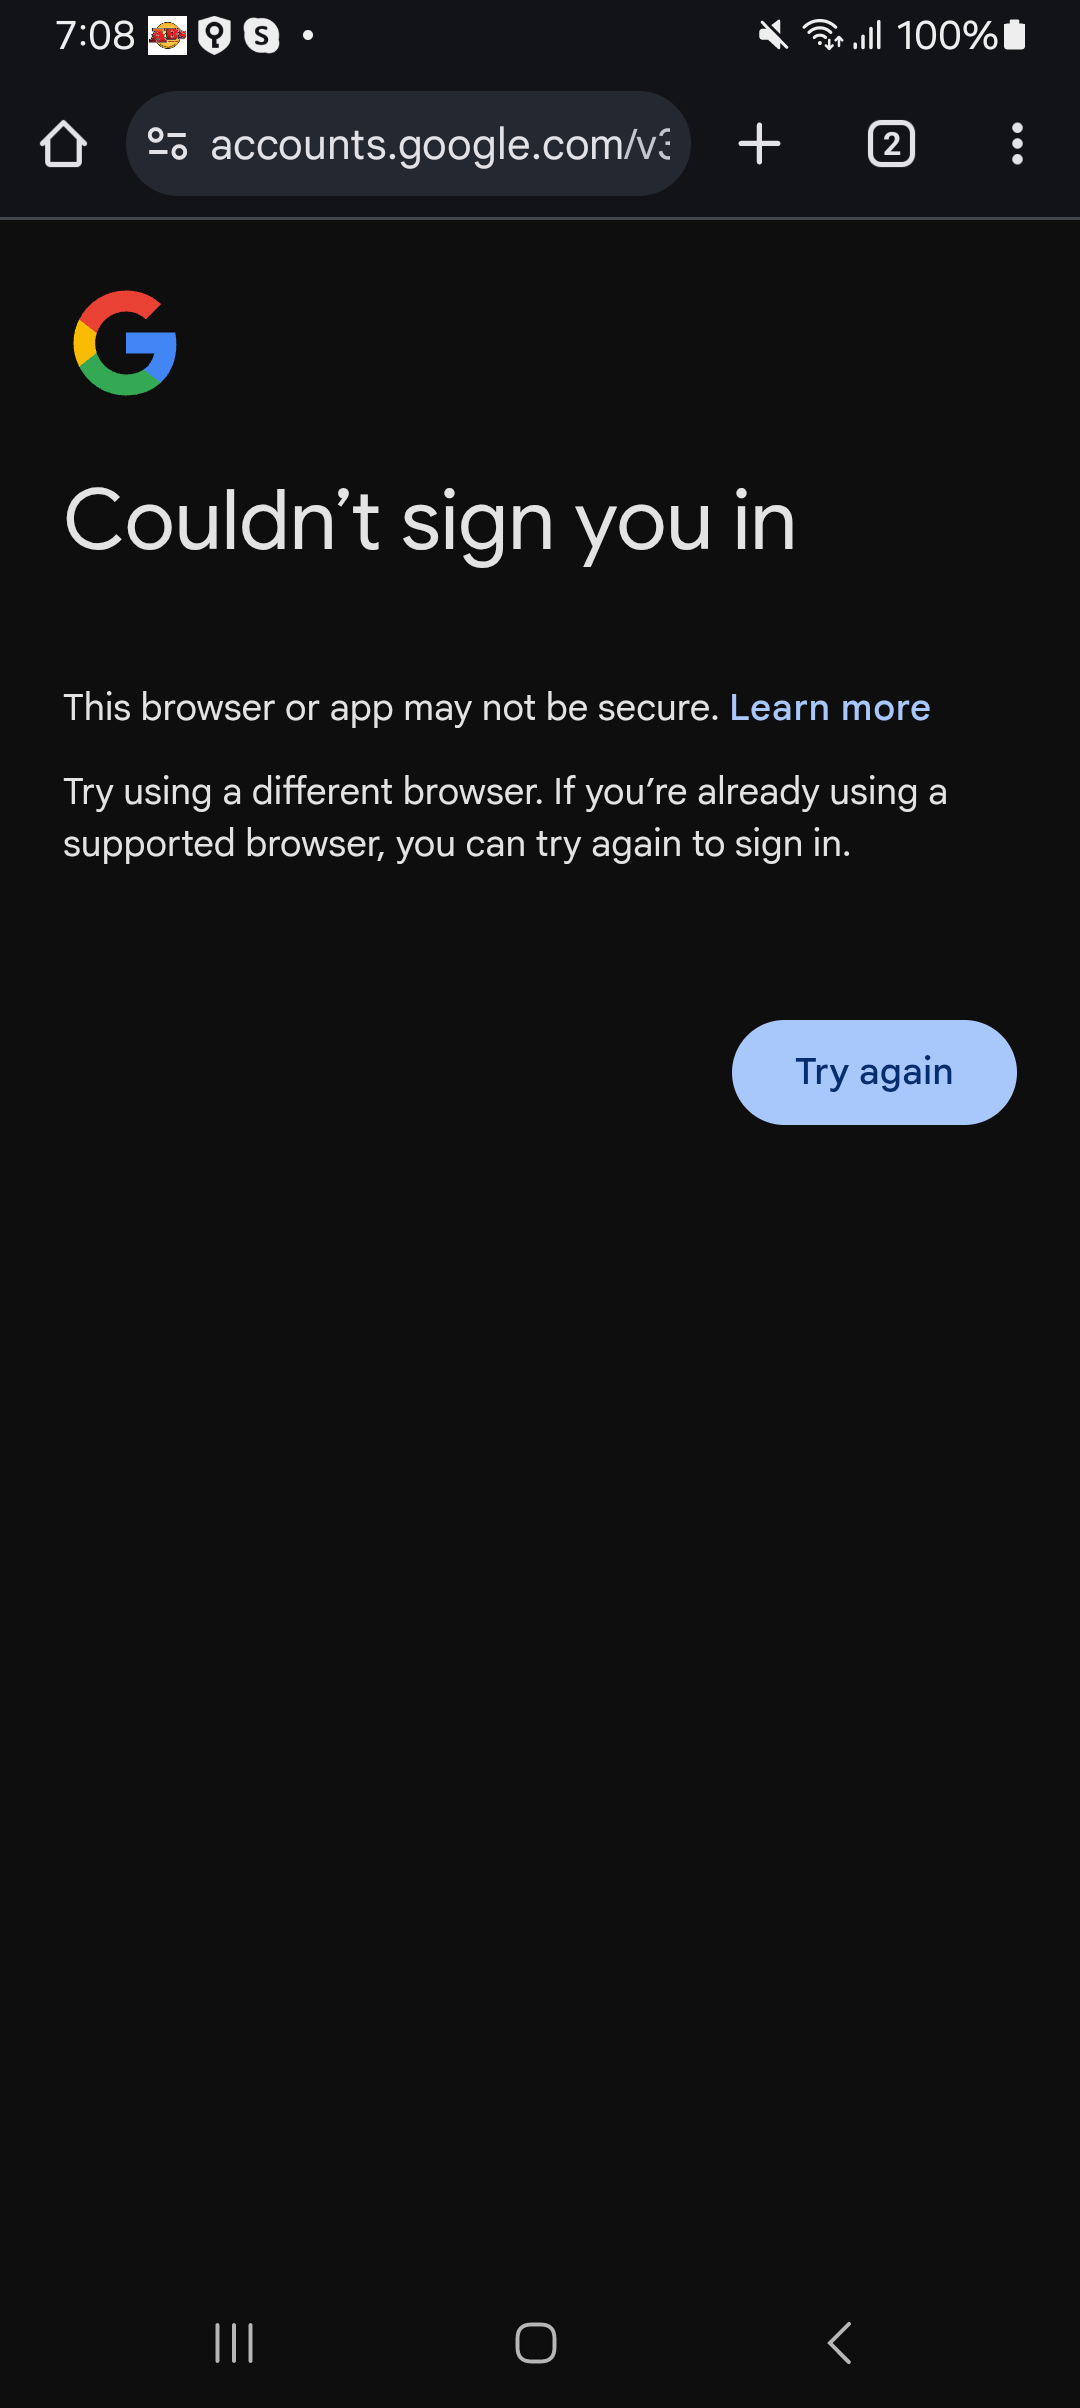 7:08 S 100%
accounts.google.com/v3 2
Couldn’t sign you in
This browser or app may not be secure. Learn more
Try using a different browser. If you’re already using a
supported browser, you can try again to sign in.
Try again